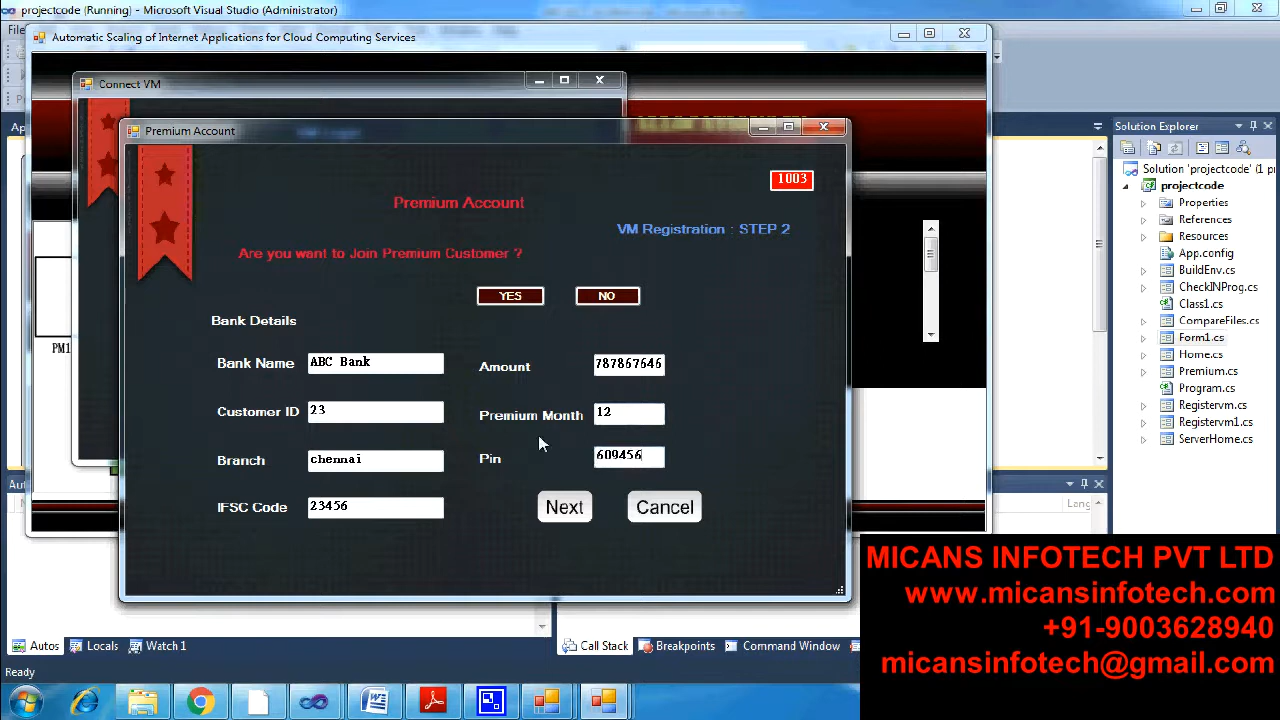 projectcode (Running) - Microsoft Visual Studio (Administrator)
Automatic Scaling of Internet Applications for Cloud Computing Services
Connect VM
Premium Account
1003
Premium Account
VM Registration : STEP 2
Are you want to Join Premium Customer ?
YES
NO
Bank Details
Bank Name
ABC Bank
Amount
787867646
Customer ID
23
Premium Month
12
Branch
chennai
Pin
609456
IFSC Code
23456
Next
Cancel
PM1
Solution Explorer
Solution 'projectcode' (1 p
projectcode
Properties
References
Resources
App.config
BuildEnv.cs
CheckINProg.cs
Class1.cs
CompareFiles.cs
Form1.cs
Home.cs
Premium.cs
Program.cs
Registervm.cs
Registervm1.cs
ServerHome.cs
Autos
Locals
Watch 1
Call Stack
Breakpoints
Command Window
Ready
MICANS INFOTECH PVT LTD
www.micansinfotech.com
+91-9003628940
micansinfotech@gmail.com